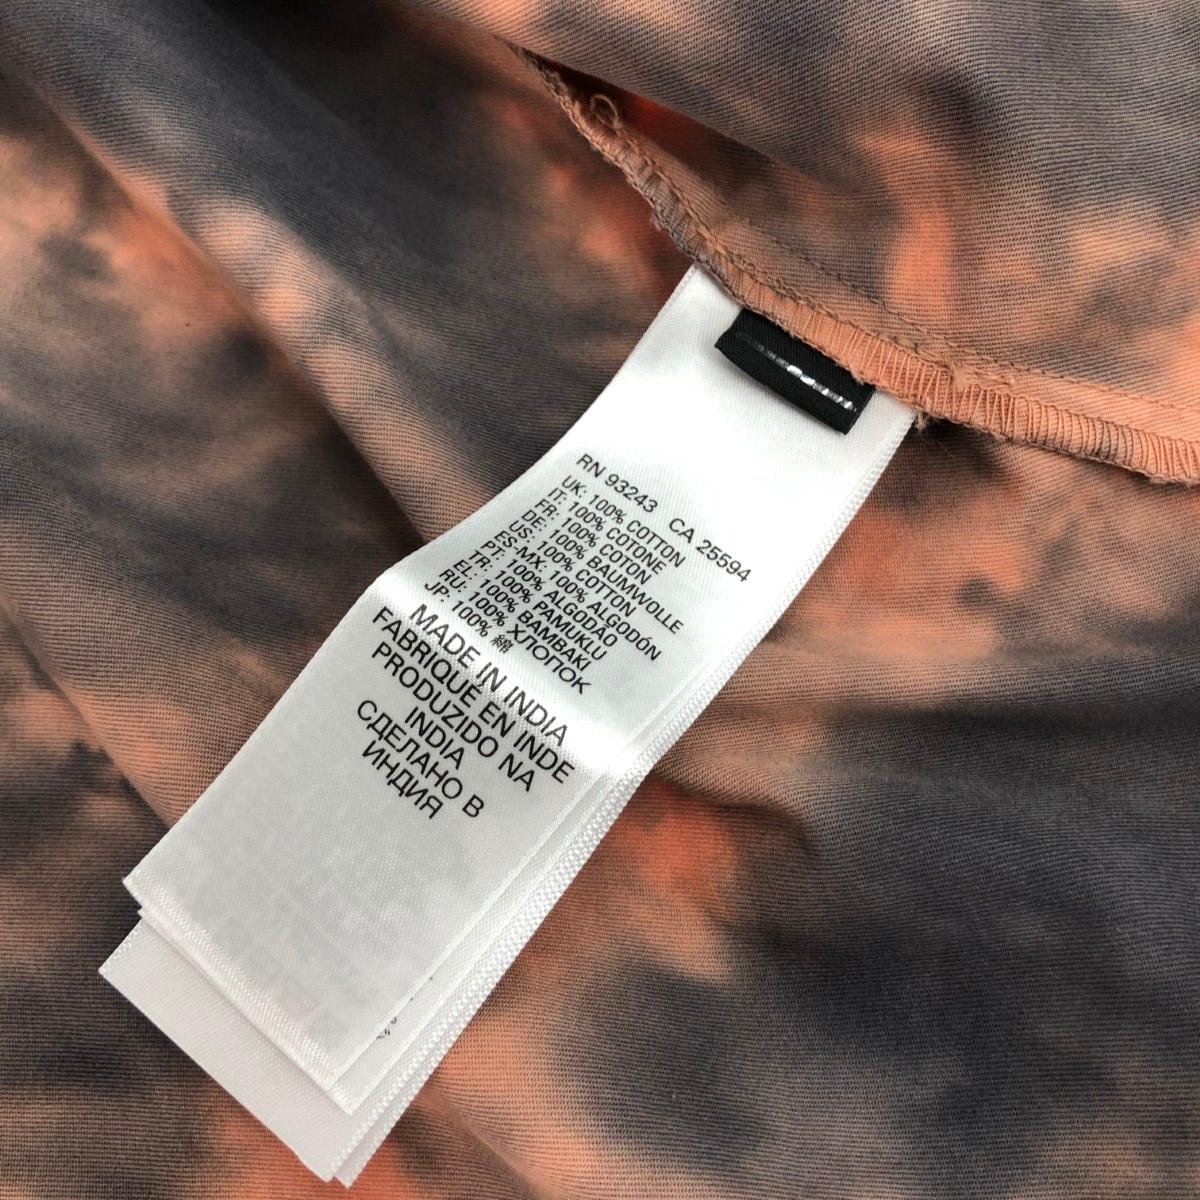 RN 93243 CA 25594
UK: 100% COTTON
IT: 100% COTONE
FR: 100% COTON
DE: 100% BAUMWOLLE
US: 100% COTTON
ES-MX: 100% ALGODÓN
PT: 100% ALGODÃO
TR: 100% PAMUKLU
EL: 100% BAMBAKI
RU: 100% ХЛОПОК
JP: 100% 綿
MADE IN INDIA
FABRIQUÉ EN INDE
PRODUZIDO NA
INDIA
СДЕЛАНО В
ИНДИЯ